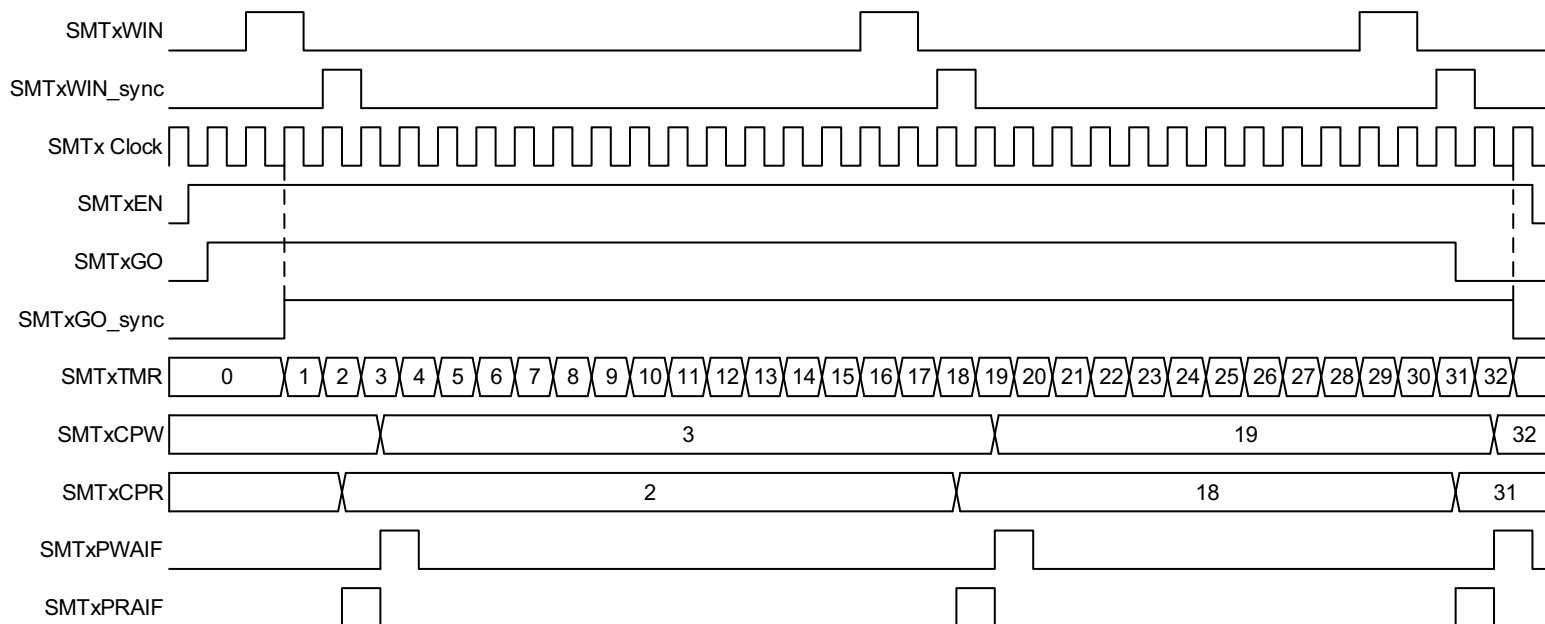 SMTxWIN
SMTxWIN_sync
SMTx Clock
SMTxEN
SMTxGO
SMTxGO_sync
SMTxTMR 0 1 2 3 4 5 6 7 8 9 10 11 12 13 14 15 16 17 18 19 20 21 22 23 24 25 26 27 28 29 30 31 32
SMTxCPW 3 19 32
SMTxCPR 2 18 31
SMTxPWAIF
SMTxPRAIF